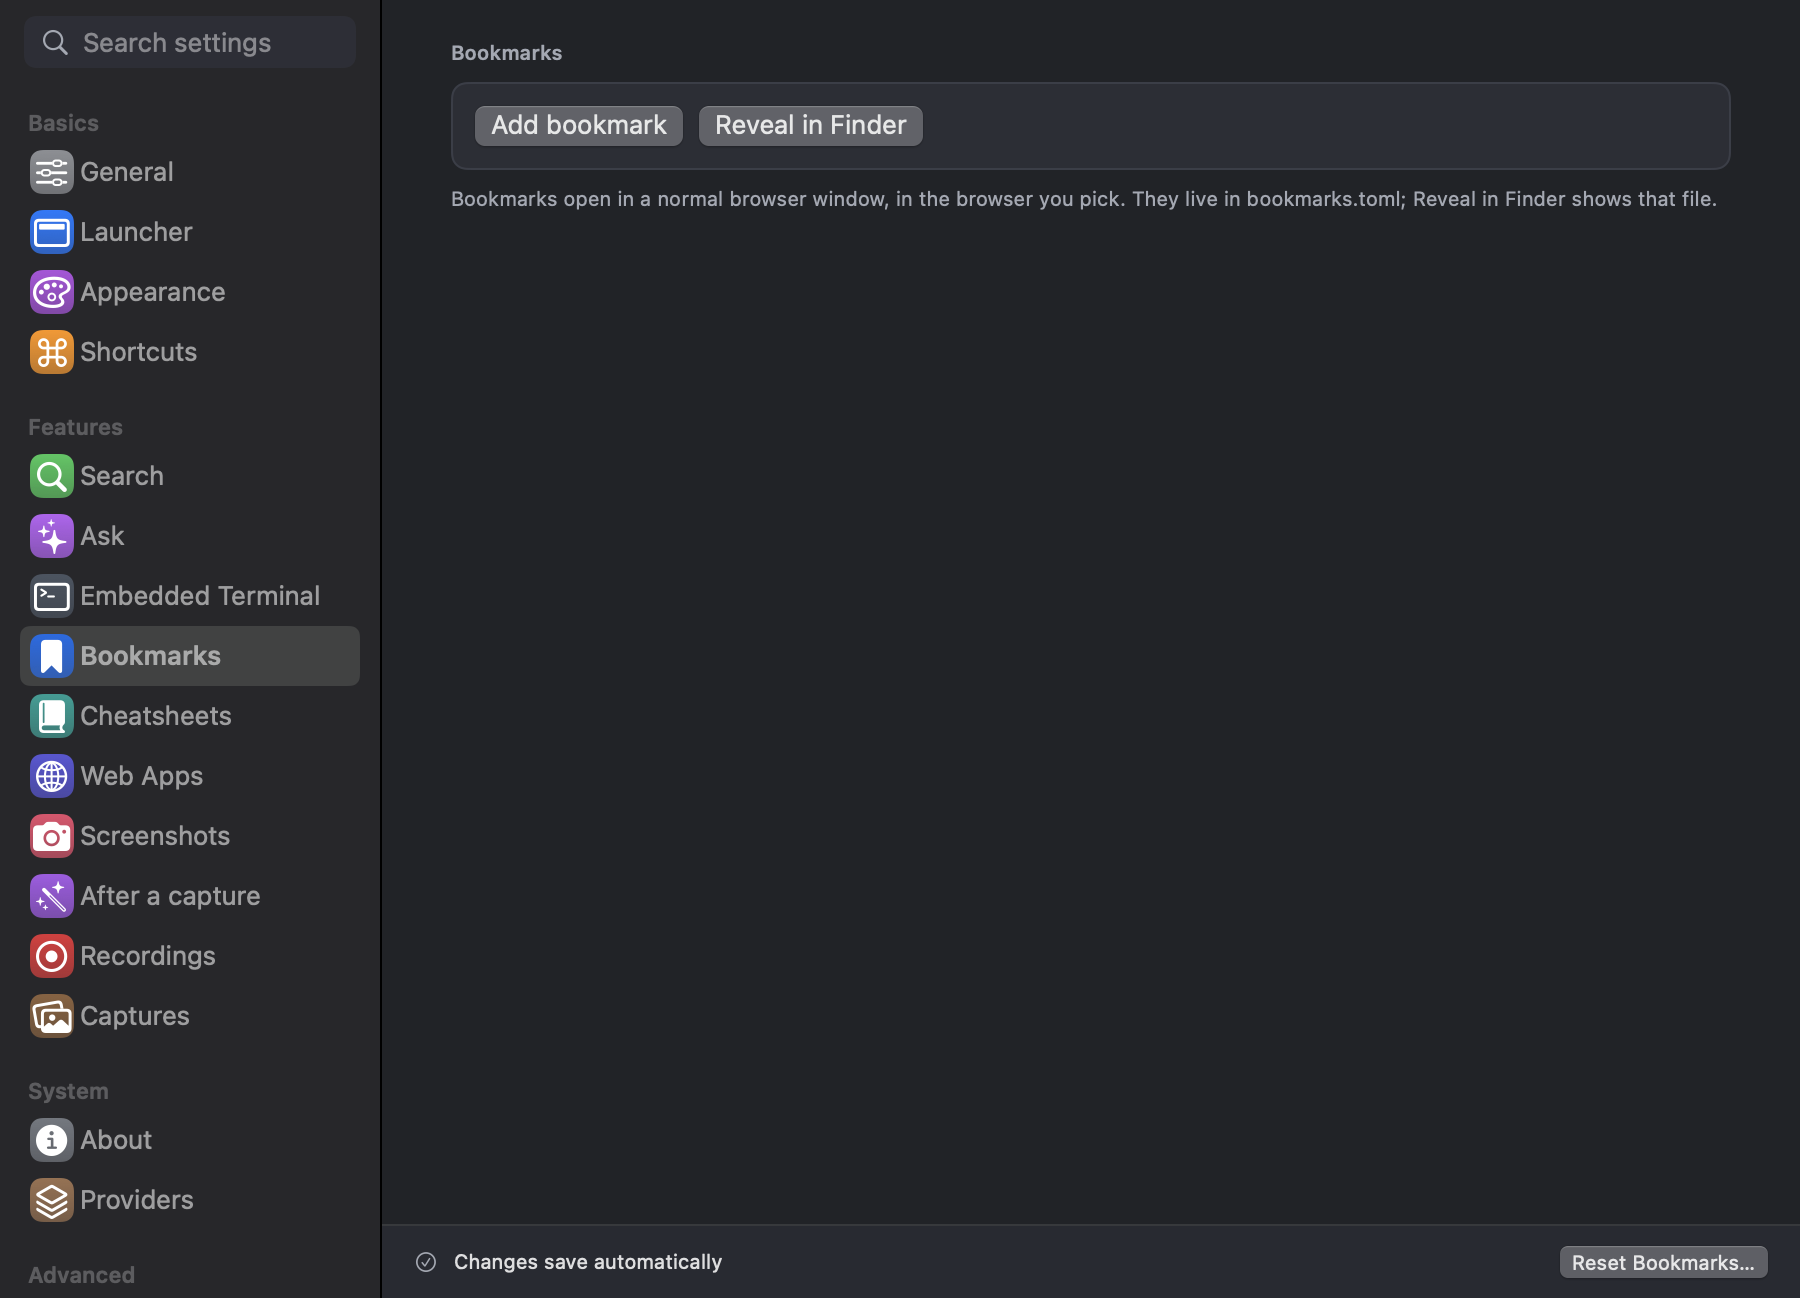 Search settings
Basics
General
Launcher
Appearance
Shortcuts
Features
Search
Ask
Embedded Terminal
Bookmarks
Cheatsheets
Web Apps
Screenshots
After a capture
Recordings
Captures
System
About
Providers
Advanced
Bookmarks
Add bookmark
Reveal in Finder
Bookmarks open in a normal browser window, in the browser you pick. They live in bookmarks.toml; Reveal in Finder shows that file.
Changes save automatically
Reset Bookmarks...